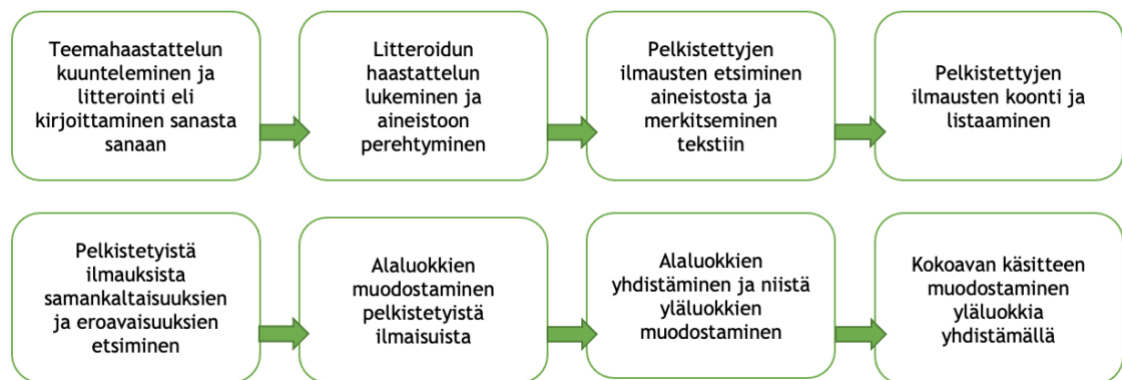 Teemahaastattelun
kuunteleminen ja
litterointi eli
kirjoittaminen sanasta
sanaan
Litteroidun
haastattelun
lukeminen ja
aineistoon
perehtyminen
Pelkistettyjen
ilmausten etsiminen
aineistosta ja
merkitseminen
tekstiin
Pelkistettyjen
ilmausten koonti ja
listaaminen
Pelkistetyistä
ilmauksista
samankaltaisuuksien
ja eroavaisuuksien
etsiminen
Alaluokkien
muodostaminen
pelkistetyistä
ilmaisuista
Alaluokkien
yhdistäminen ja niistä
yläluokkien
muodostaminen
Kokoavan käsitteen
muodostaminen
yläluokkia
yhdistämällä